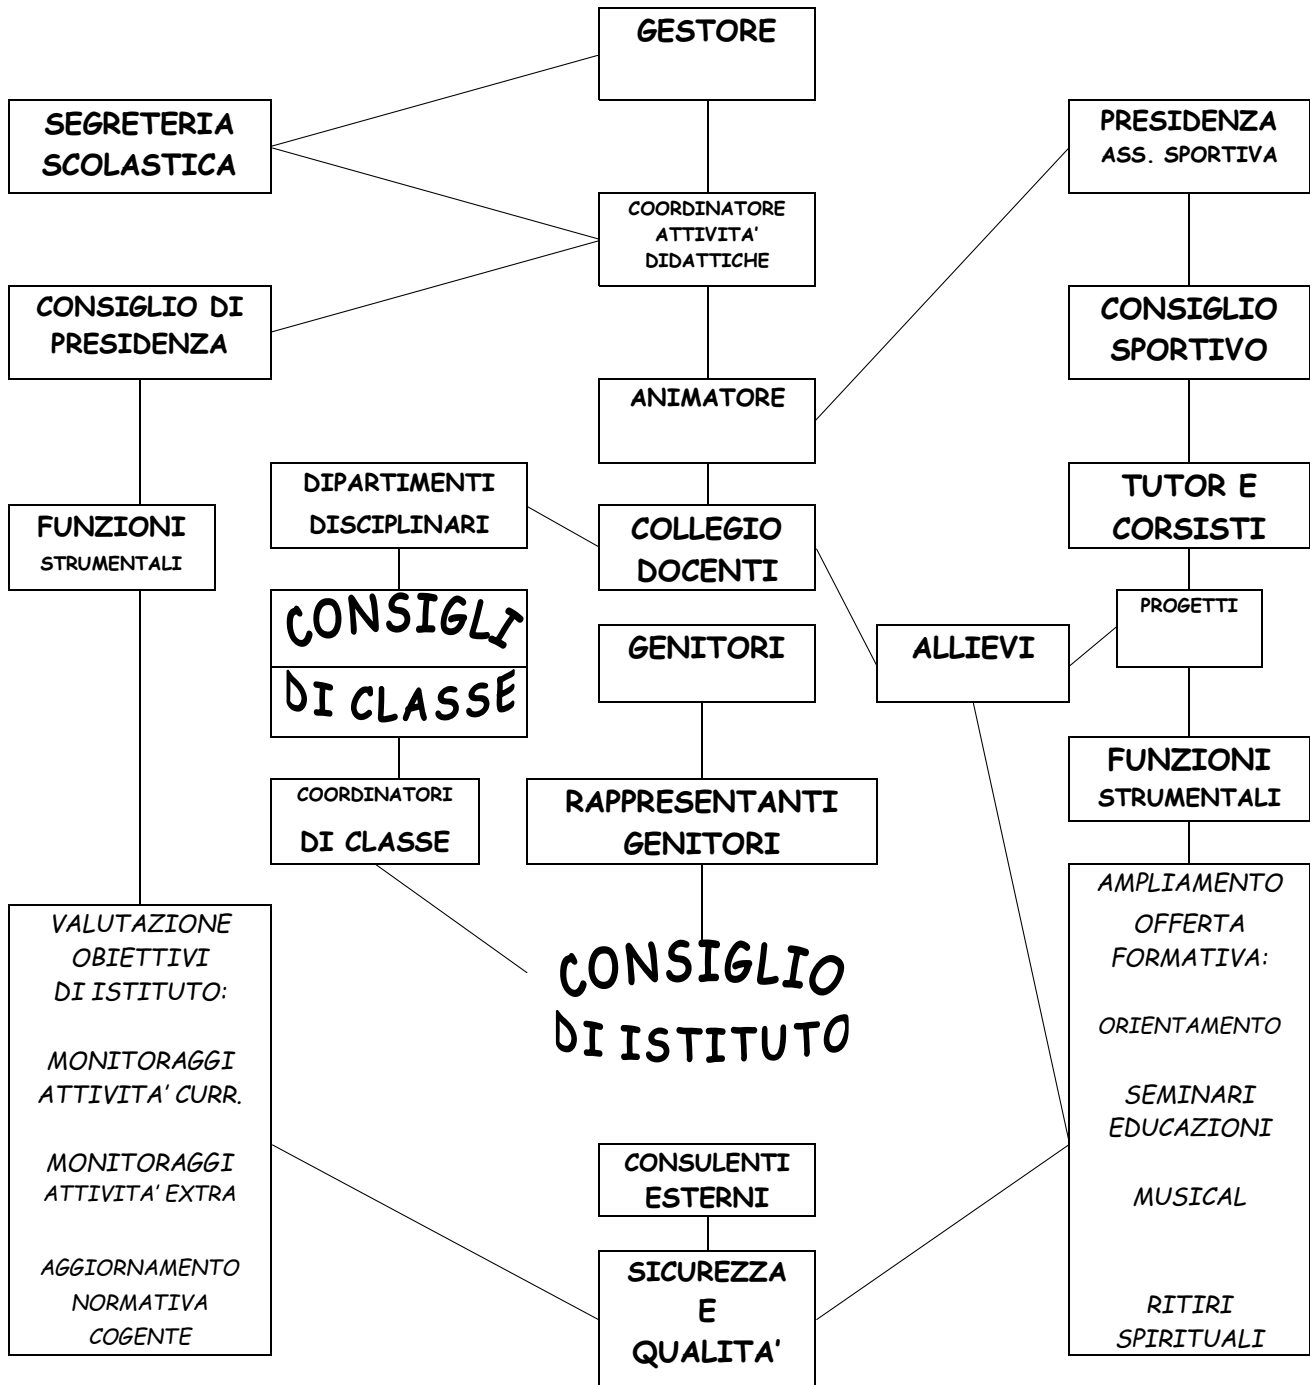 GESTORE
SEGRETERIA
SCOLASTICA
PRESIDENZA
ASS. SPORTIVA
COORDINATORE
ATTIVITA'
DIDATTICHE
CONSIGLIO DI
PRESIDENZA
CONSIGLIO
SPORTIVO
ANIMATORE
DIPARTIMENTI
DISCIPLINARI
TUTOR E
CORSISTI
FUNZIONI
STRUMENTALI
COLLEGIO
DOCENTI
CONSIGLI
DI CLASSE
PROGETTI
GENITORI
ALLIEVI
FUNZIONI
STRUMENTALI
COORDINATORI
DI CLASSE
RAPPRESENTANTI
GENITORI
VALUTAZIONE
OBIETTIVI
DI ISTITUTO:
MONITORAGGI
ATTIVITA' CURR.
MONITORAGGI
ATTIVITA' EXTRA
AGGIORNAMENTO
NORMATIVA
COGENTE
CONSIGLIO
DI ISTITUTO
AMPLIAMENTO
OFFERTA
FORMATIVA:
ORIENTAMENTO
SEMINARI
EDUCAZIONI
MUSICAL
RITIRI
SPIRITUALI
CONSULENTI
ESTERNI
SICUREZZA
E
QUALITA'